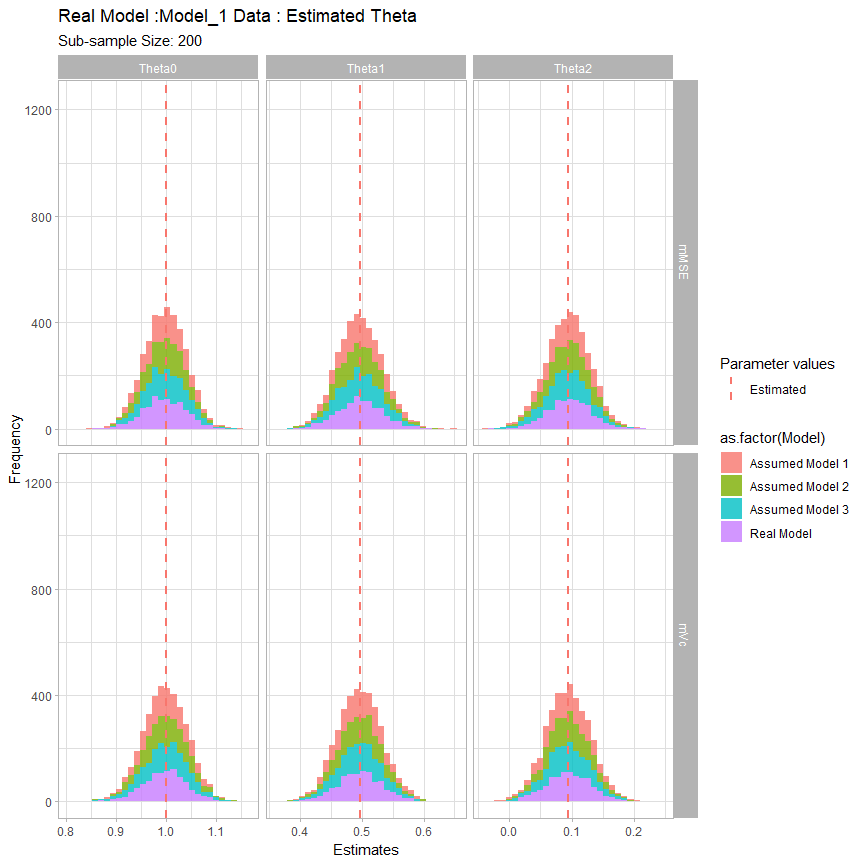 Real Model :Model_1 Data : Estimated Theta
Sub-sample Size: 200
Theta0
Theta1
Theta2
1200
800
400
0
mMSE
1200
800
400
0
mVc
Frequency
0.8 0.9 1.0 1.1
0.4 0.5 0.6
0.0 0.1 0.2
Estimates
Parameter values
Estimated
as.factor(Model)
Assumed Model 1
Assumed Model 2
Assumed Model 3
Real Model